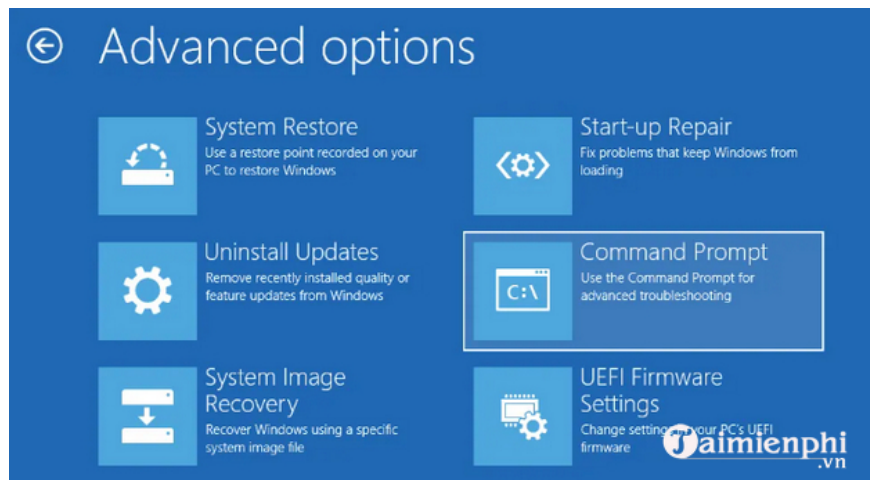 Advanced options
System Restore
Use a restore point recorded on your
PC to restore Windows
Start-up Repair
Fix problems that keep Windows from
loading
Uninstall Updates
Remove recently installed quality or
feature updates from Windows
C:\
Command Prompt
Use the Command Prompt for
advanced troubleshooting
System Image
Recovery
Recover Windows using a specific
system image file
UEFI Firmware
Settings
Change settings in your PC's UEFI
firmware
Taimienphi
.vn